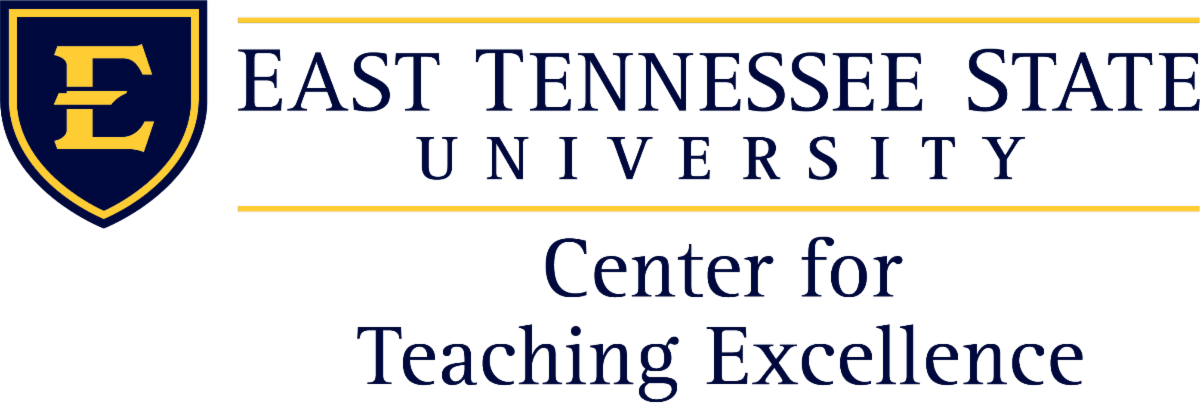 E
EAST TENNESSEE STATE
UNIVERSITY
Center for
Teaching Excellence